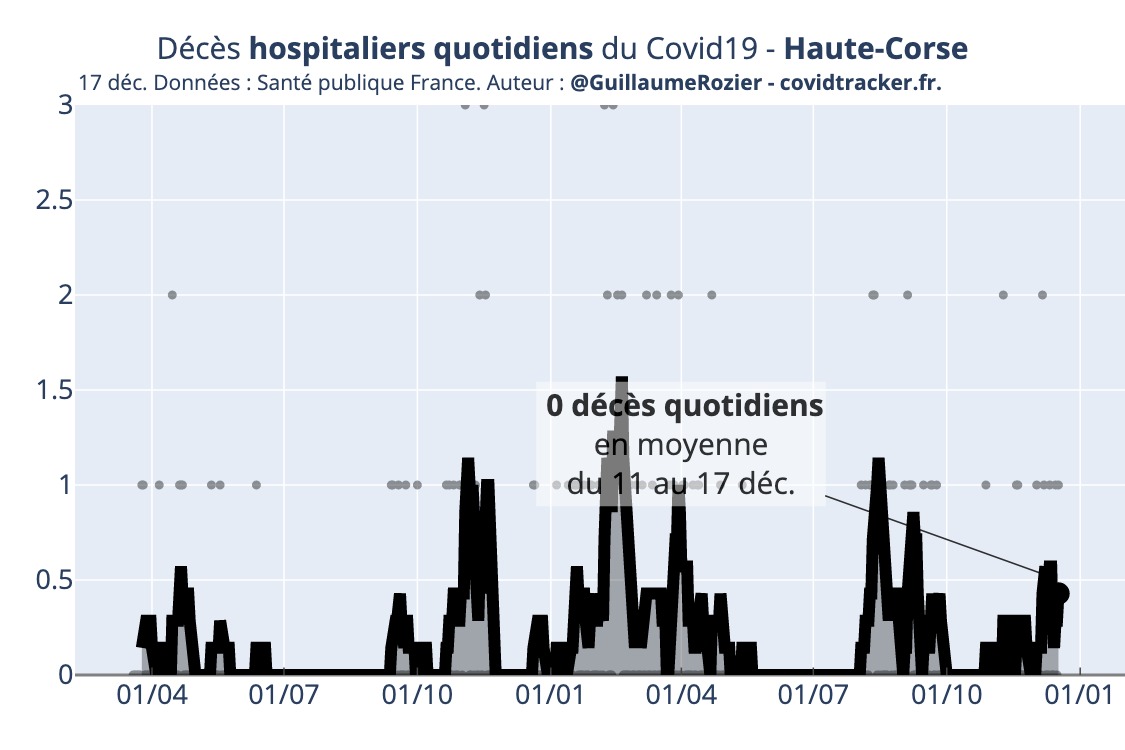 Décès hospitaliers quotidiens du Covid19 - Haute-Corse
17 déc. Données : Santé publique France. Auteur : @GuillaumeRozier - covidtracker.fr.
3
2.5
2
1.5
1
0.5
0
0 décès quotidiens
en moyenne
du 11 au 17 déc.
01/04 01/07 01/10 01/01 01/04 01/07 01/10 01/01